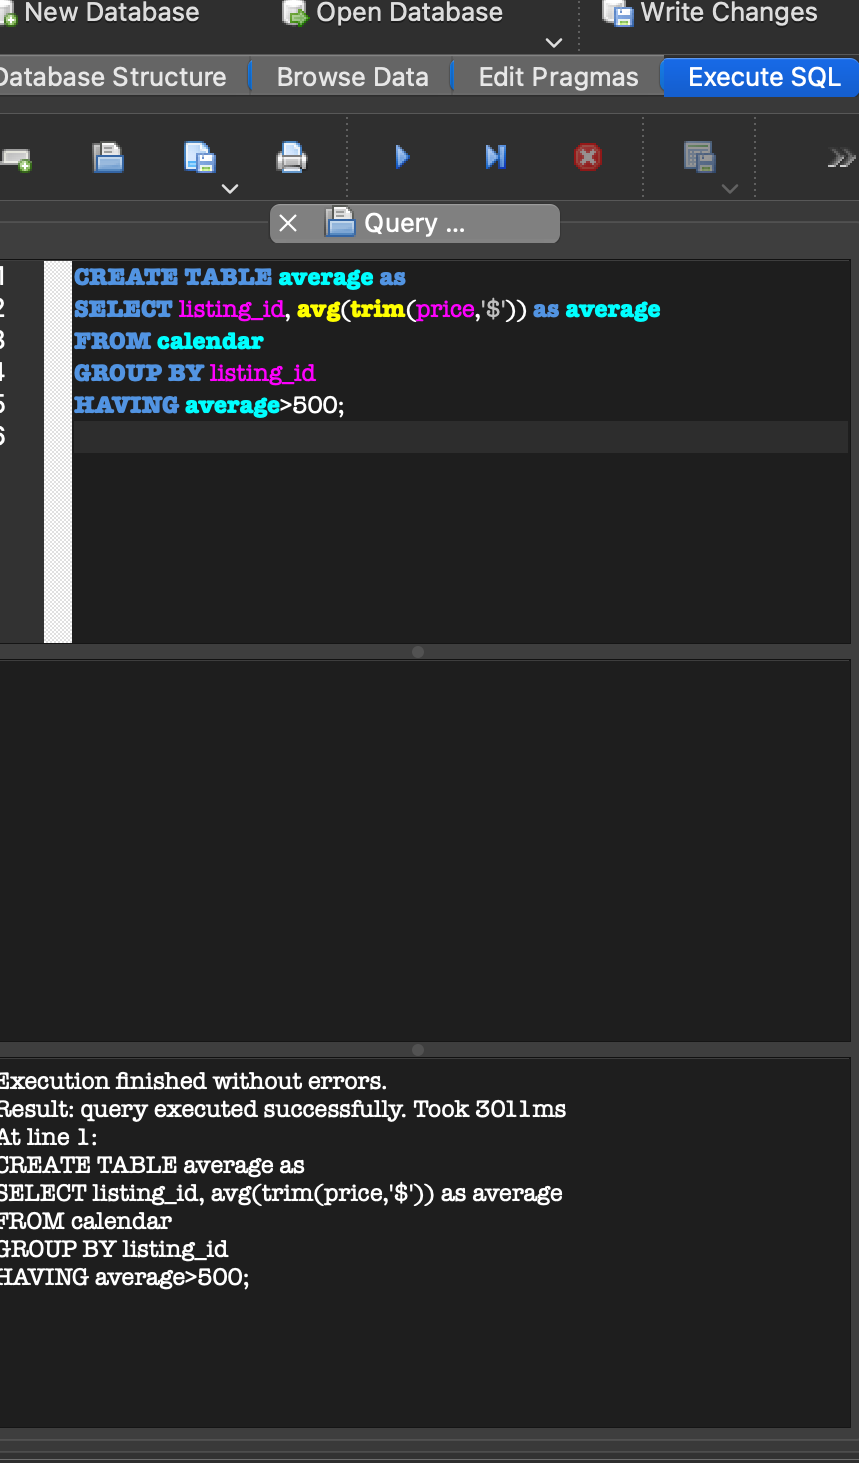 New Database
Open Database
Write Changes
Database Structure
Browse Data
Edit Pragmas
Execute SQL
Query ...
1 CREATE TABLE average as
2 SELECT listing_id, avg(trim(price,'$')) as average
3 FROM calendar
4 GROUP BY listing_id
5 HAVING average>500;
6
Execution finished without errors.
Result: query executed successfully. Took 3011ms
At line 1:
CREATE TABLE average as
SELECT listing_id, avg(trim(price,'$')) as average
FROM calendar
GROUP BY listing_id
HAVING average>500;